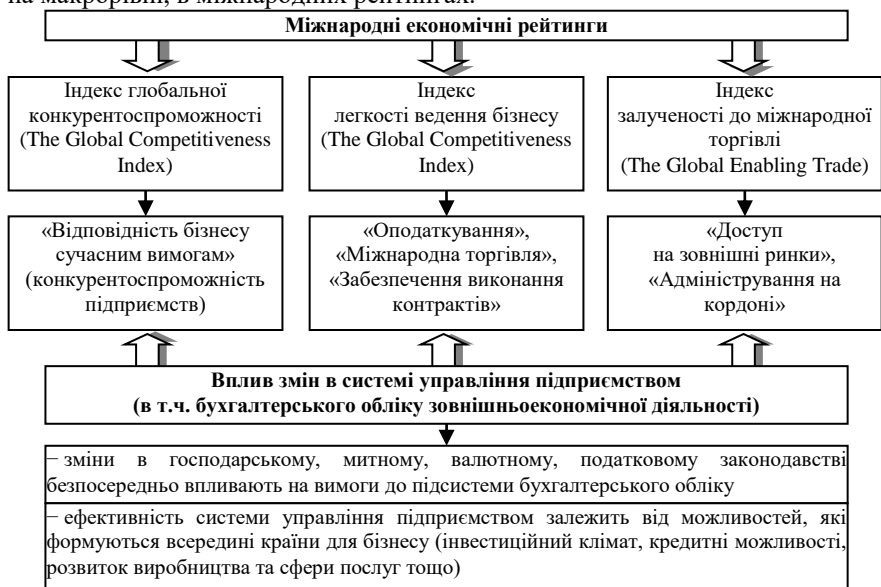 на макрорівні, в міжнародних рейтингах.
Міжнародні економічні рейтинги
Індекс глобальної
конкурентоспроможності
(The Global Competitiveness
Index)
Індекс
легкості ведення бізнесу
(The Global Competitiveness
Index)
Індекс
залученості до міжнародної
торгівлі
(The Global Enabling Trade)
«Відповідність бізнесу
сучасним вимогам»
(конкурентоспроможність
підприємств)
«Оподаткування»,
«Міжнародна торгівля»,
«Забезпечення виконання
контрактів»
«Доступ
на зовнішні ринки»,
«Адміністрування на
кордоні»
Вплив змін в системі управління підприємством
(в т.ч. бухгалтерського обліку зовнішньоекономічної діяльності)
− зміни в господарському, митному, валютному, податковому законодавстві
безпосередньо впливають на вимоги до підсистеми бухгалтерського обліку
− ефективність системи управління підприємством залежить від можливостей, які
формуються всередині країни для бізнесу (інвестиційний клімат, кредитні можливості,
розвиток виробництва та сфери послуг тощо)